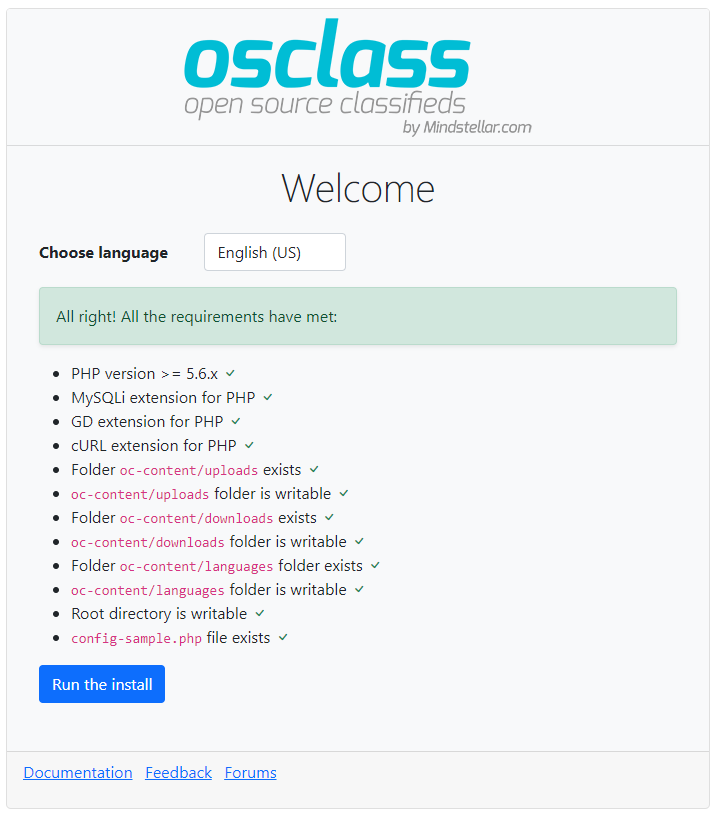 osclass
open source classifieds
by Mindstellar.com
Welcome
Choose language English (US)
All right! All the requirements have met:
PHP version >= 5.6.x
MySQLi extension for PHP
GD extension for PHP
cURL extension for PHP
Folder oc-content/uploads exists
oc-content/uploads folder is writable
Folder oc-content/downloads exists
oc-content/downloads folder is writable
Folder oc-content/languages folder exists
oc-content/languages folder is writable
Root directory is writable
config-sample.php file exists
Run the install
Documentation Feedback Forums